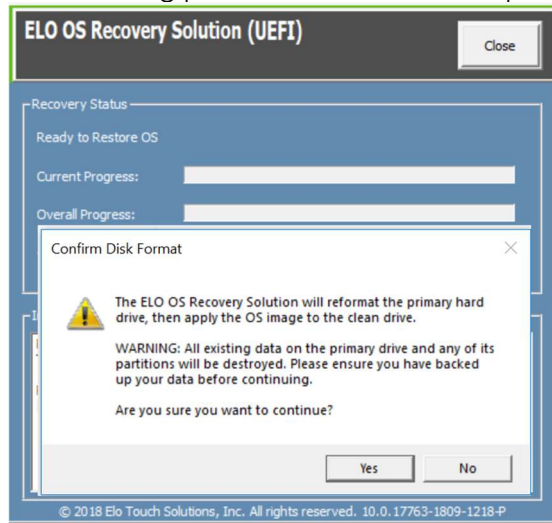 ELO OS Recovery Solution (UEFI)
Close
Recovery Status
Ready to Restore OS
Current Progress:
Overall Progress:
Confirm Disk Format
The ELO OS Recovery Solution will reformat the primary hard
drive, then apply the OS image to the clean drive.
WARNING: All existing data on the primary drive and any of its
partitions will be destroyed. Please ensure you have backed
up your data before continuing.
Are you sure you want to continue?
Yes
No
© 2018 Elo Touch Solutions, Inc. All rights reserved. 10.0.17763-1809-1218-P